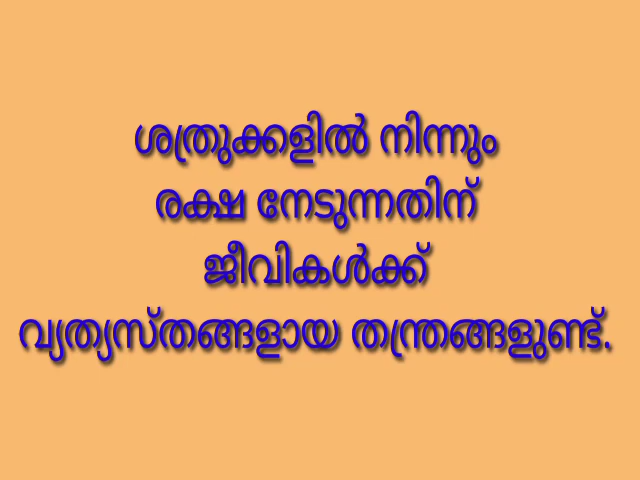 ശത്രുക്കളിൽ നിന്നും
രക്ഷ നേടുന്നതിന്
ജീവികൾക്ക്
വ്യത്യസ്തങ്ങളായ തന്ത്രങ്ങളുണ്ട്.